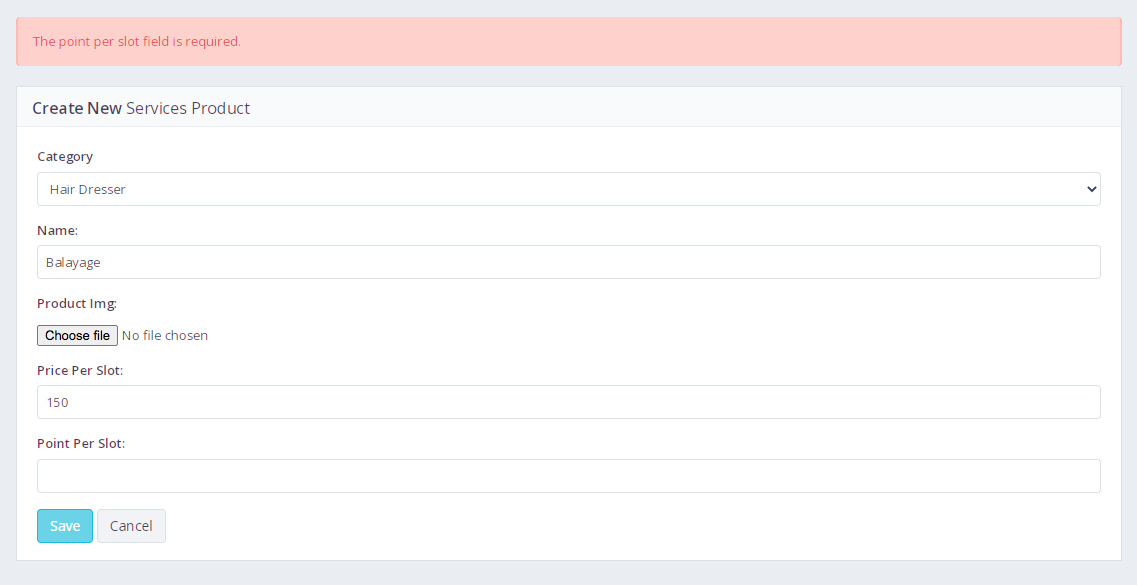 The point per slot field is required.
Create New Services Product
Category
Hair Dresser
Name:
Balayage
Product Img:
Choose file No file chosen
Price Per Slot:
150
Point Per Slot:
Save Cancel